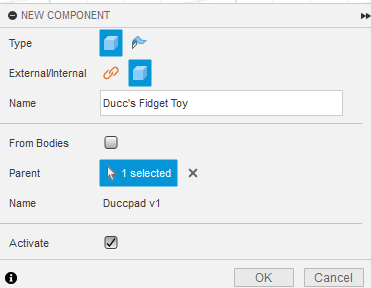 NEW COMPONENT
Type
External/Internal
Name Ducc's Fidget Toy
From Bodies
Parent 1 selected
Name Duccpad v1
Activate
OK Cancel